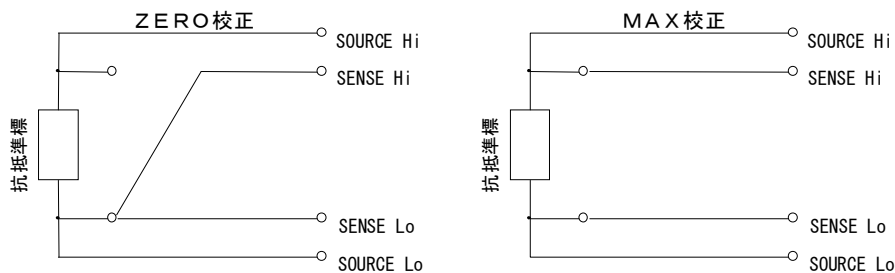 ZERO校正
SOURCE Hi
SENSE Hi
標準抵抗
SENSE Lo
SOURCE Lo
MAX校正
SOURCE Hi
SENSE Hi
標準抵抗
SENSE Lo
SOURCE Lo